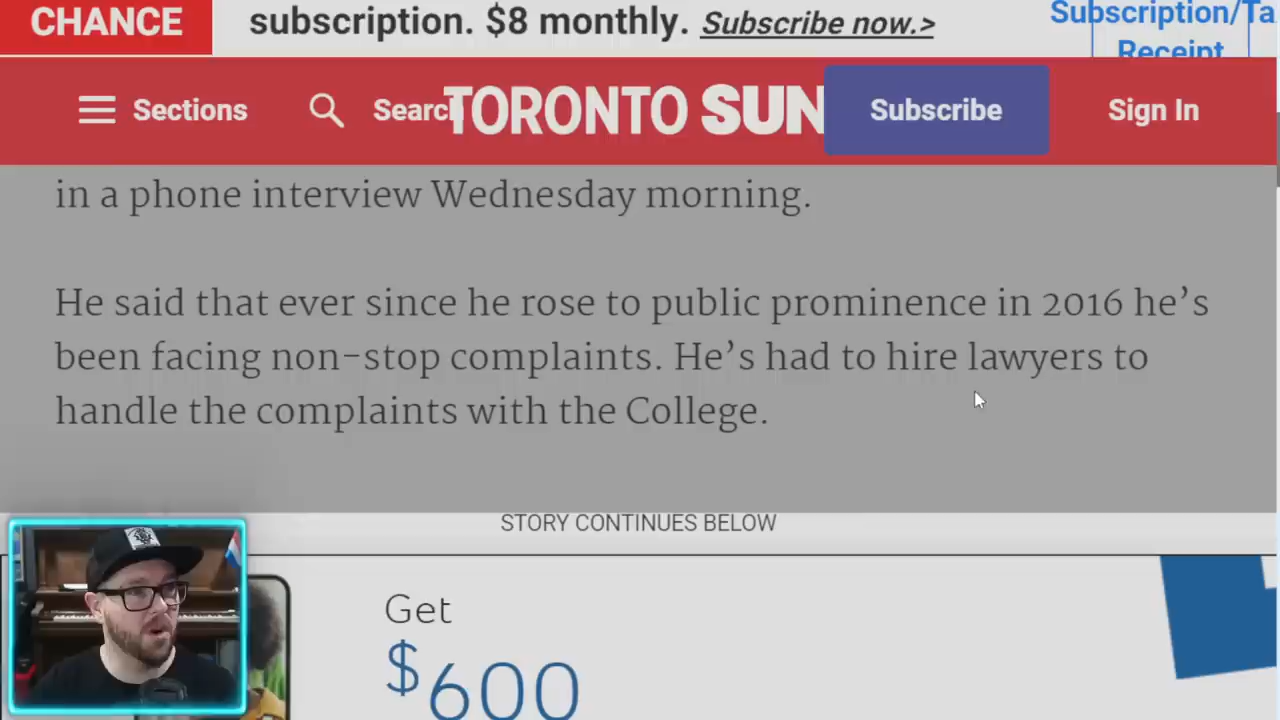 CHANCE
subscription. $8 monthly. Subscribe now.>
Subscription/Ta
Receipt
Sections
Searc
TORONTO SUN
Subscribe
Sign In
in a phone interview Wednesday morning.
He said that ever since he rose to public prominence in 2016 he’s
been facing non-stop complaints. He’s had to hire lawyers to
handle the complaints with the College.
STORY CONTINUES BELOW
Get
$600